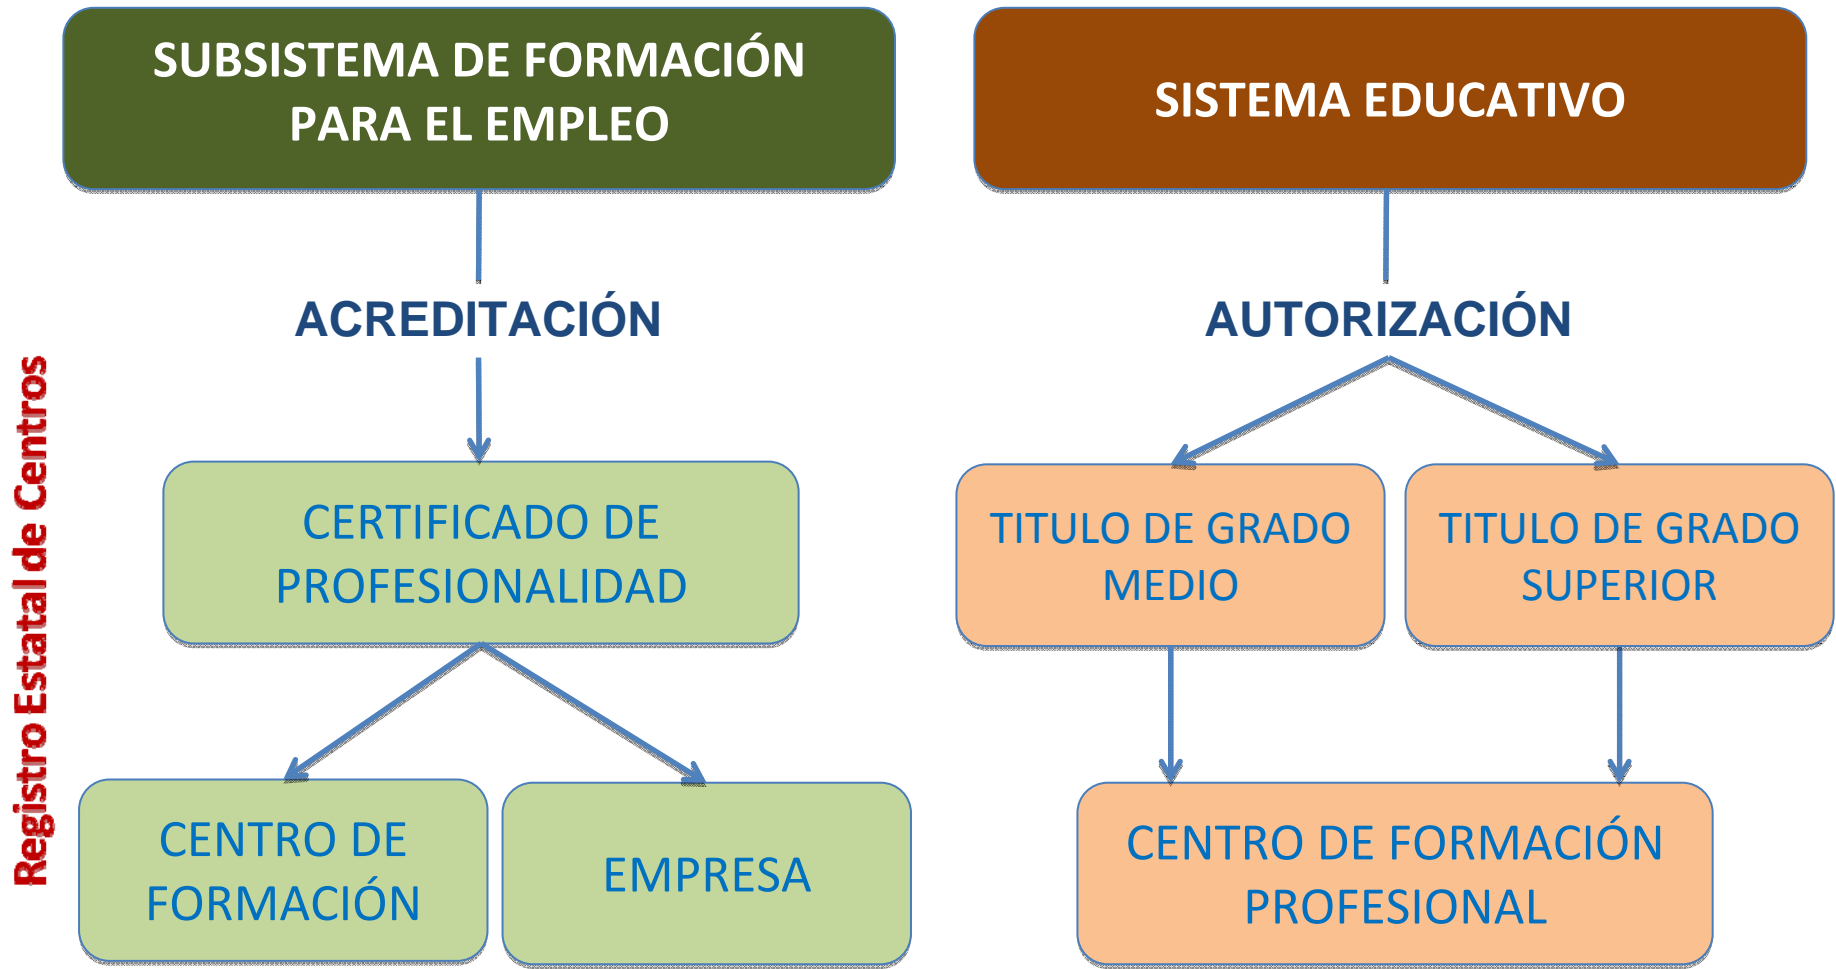 SUBSISTEMA DE FORMACIÓN
PARA EL EMPLEO
SISTEMA EDUCATIVO
ACREDITACIÓN
AUTORIZACIÓN
Registro Estatal de Centros
CERTIFICADO DE
PROFESIONALIDAD
TITULO DE GRADO
MEDIO
TITULO DE GRADO
SUPERIOR
CENTRO DE
FORMACIÓN
EMPRESA
CENTRO DE FORMACIÓN
PROFESIONAL